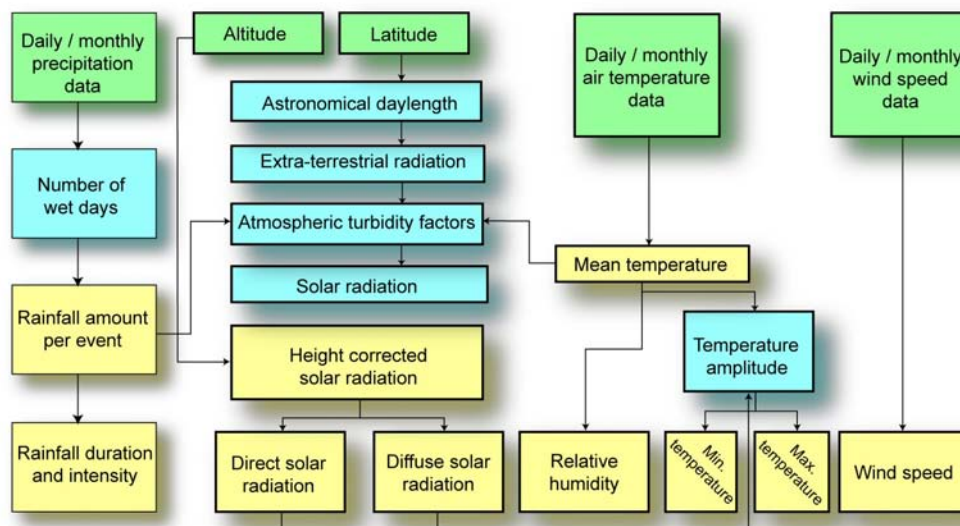 Daily / monthly
precipitation
data
Altitude
Latitude
Daily / monthly
air temperature
data
Daily / monthly
wind speed
data
Astronomical daylength
Extra-terrestrial radiation
Number of
wet days
Atmospheric turbidity factors
Mean temperature
Solar radiation
Rainfall amount
per event
Height corrected
solar radiation
Temperature
amplitude
Rainfall duration
and intensity
Direct solar
radiation
Diffuse solar
radiation
Relative
humidity
Min.
temperature
Max.
temperature
Wind speed